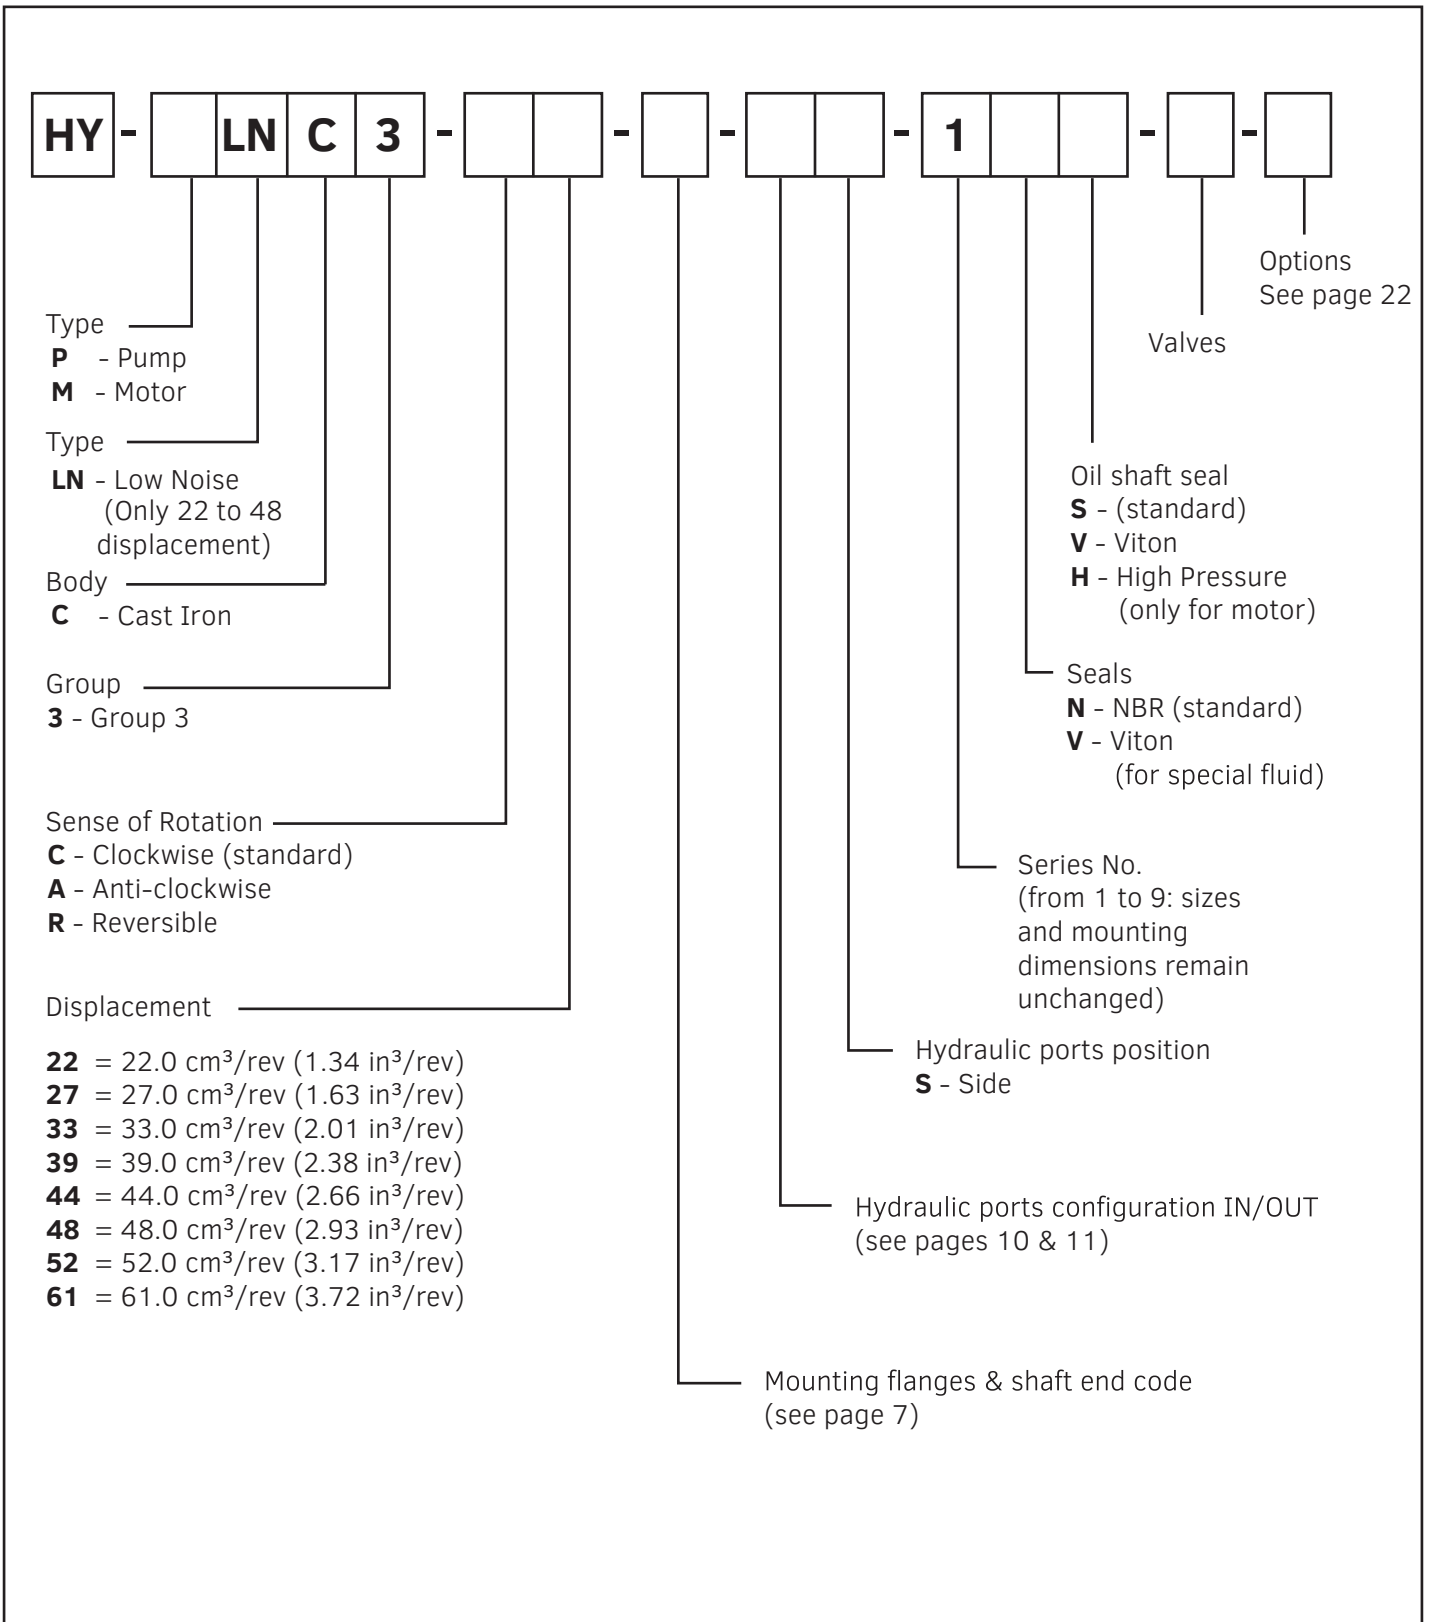 HY - LN C 3 - - - - 1 - -
Options
See page 22
Valves
Type
P - Pump
M - Motor
Type
LN - Low Noise
(Only 22 to 48
displacement)
Body
C - Cast Iron
Group
3 - Group 3
Sense of Rotation
C - Clockwise (standard)
A - Anti-clockwise
R - Reversible
Displacement
22 = 22.0 cm³/rev (1.34 in³/rev)
27 = 27.0 cm³/rev (1.63 in³/rev)
33 = 33.0 cm³/rev (2.01 in³/rev)
39 = 39.0 cm³/rev (2.38 in³/rev)
44 = 44.0 cm³/rev (2.66 in³/rev)
48 = 48.0 cm³/rev (2.93 in³/rev)
52 = 52.0 cm³/rev (3.17 in³/rev)
61 = 61.0 cm³/rev (3.72 in³/rev)
Oil shaft seal
S - (standard)
V - Viton
H - High Pressure
(only for motor)
Seals
N - NBR (standard)
V - Viton
(for special fluid)
Series No.
(from 1 to 9: sizes
and mounting
dimensions remain
unchanged)
Hydraulic ports position
S - Side
Hydraulic ports configuration IN/OUT
(see pages 10 & 11)
Mounting flanges & shaft end code
(see page 7)